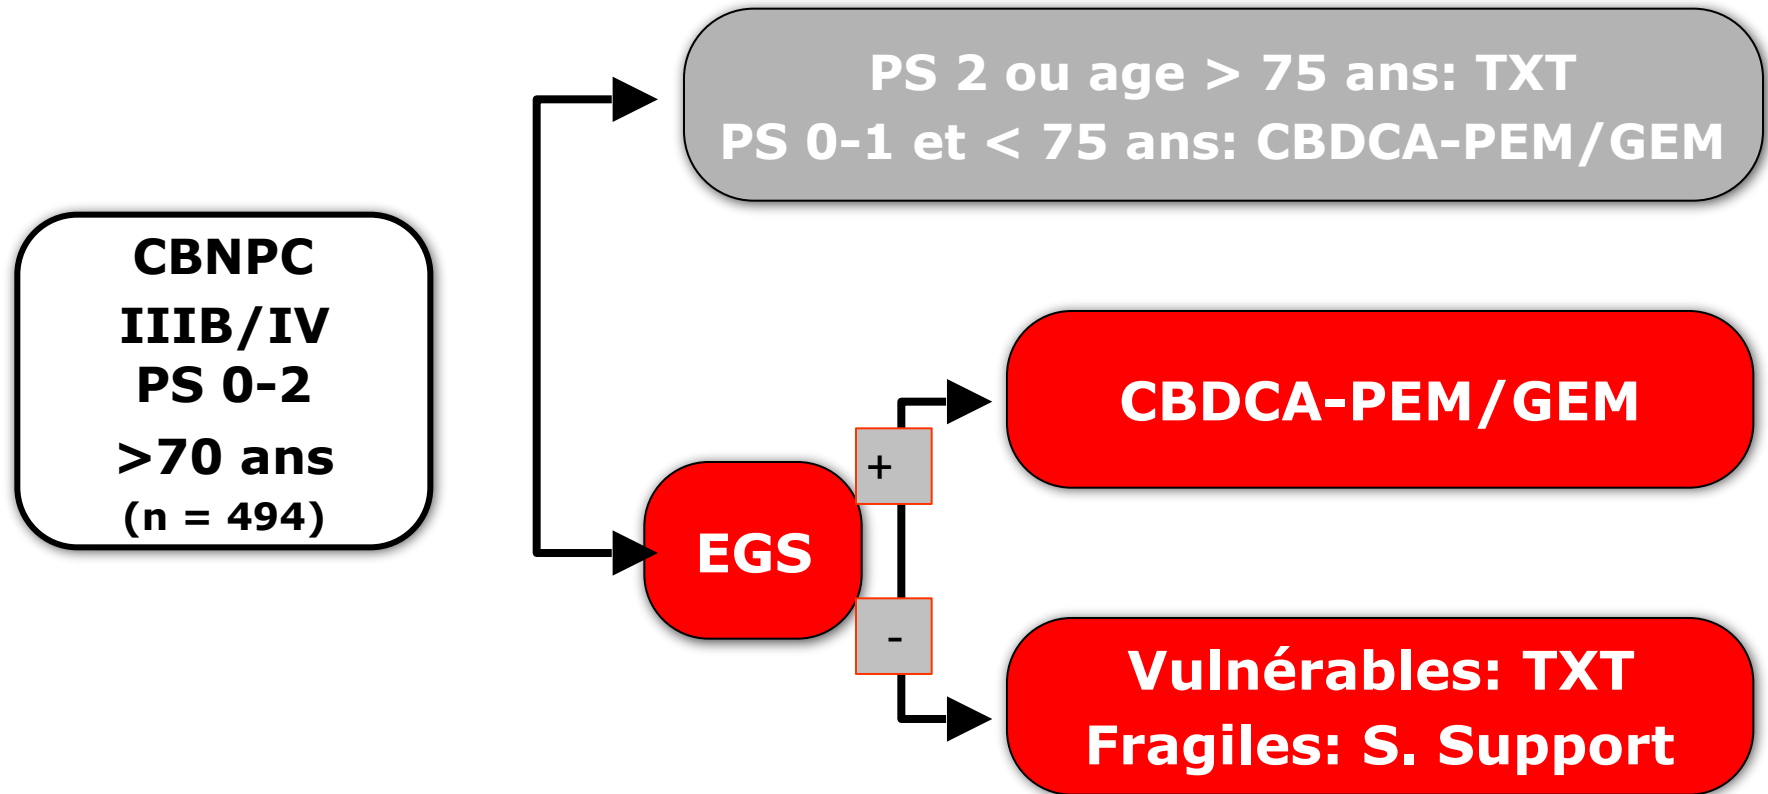 PS 2 ou age > 75 ans: TXT
PS 0-1 et < 75 ans: CBDCA-PEM/GEM
CBNPC
IIIB/IV
PS 0-2
>70 ans
(n = 494)
CBDCA-PEM/GEM
+
EGS
-
Vulnérables: TXT
Fragiles: S. Support